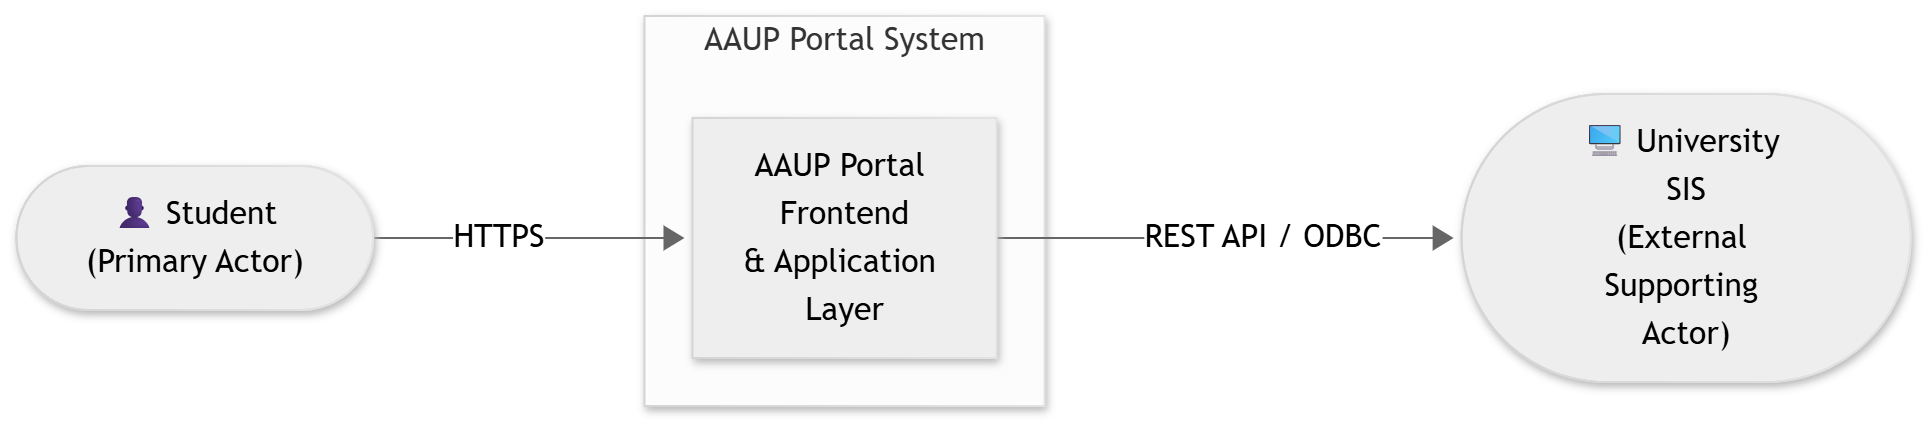 AAUP Portal System
Student
(Primary Actor)
HTTPS
AAUP Portal
Frontend
& Application
Layer
REST API / ODBC
University
SIS
(External
Supporting
Actor)